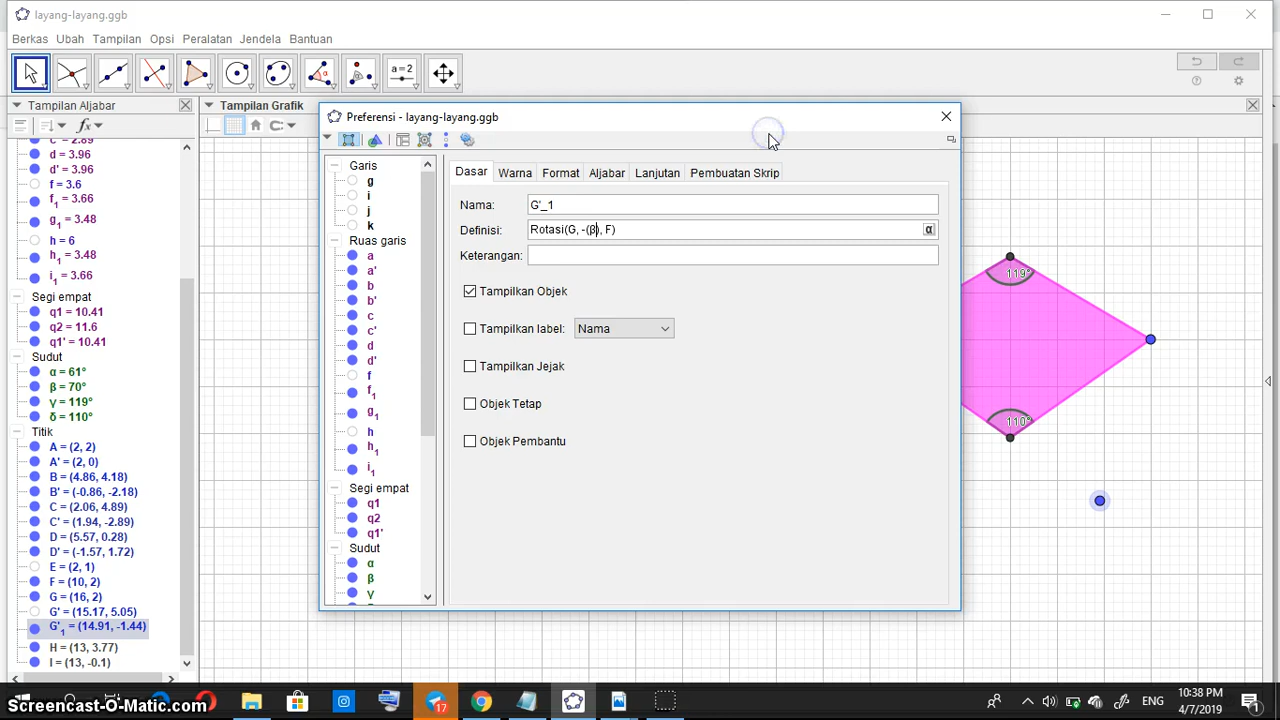 layang-layang.ggb
Berkas Ubah Tampilan Opsi Peralatan Jendela Bantuan
a = 2
Tampilan Aljabar
Tampilan Grafik
c' = 2.89
d = 3.96
d' = 3.96
f = 3.6
f₁ = 3.66
g₁ = 3.48
h = 6
h₁ = 3.48
i₁ = 3.66
Segi empat
q1 = 10.41
q2 = 11.6
q1' = 10.41
Sudut
α = 61°
β = 70°
γ = 119°
δ = 110°
Titik
A = (2, 2)
A' = (2, 0)
B = (4.86, 4.18)
B' = (-0.86, -2.18)
C = (2.06, 4.89)
C' = (1.94, -2.89)
D = (5.57, 0.28)
D' = (-1.57, 1.72)
E = (2, 1)
F = (10, 2)
G = (16, 2)
G' = (15.17, 5.05)
G'₁ = (14.91, -1.44)
H = (13, 3.77)
I = (13, -0.1)
Preferensi - layang-layang.ggb
Garis
g
i
j
k
Ruas garis
a
a'
b
b'
c
c'
d
d'
f
f₁
g₁
h
h₁
i₁
Segi empat
q1
q2
q1'
Sudut
α
β
γ
Dasar Warna Format Aljabar Lanjutan Pembuatan Skrip
Nama: G'_1
Definisi: Rotasi(G, -(β), F) α
Keterangan:
Tampilkan Objek
Tampilkan label: Nama
Tampilkan Jejak
Objek Tetap
Objek Pembantu
119°
110°
Screencast-O-Matic.com
17
ENG
10:38 PM
4/7/2019
1